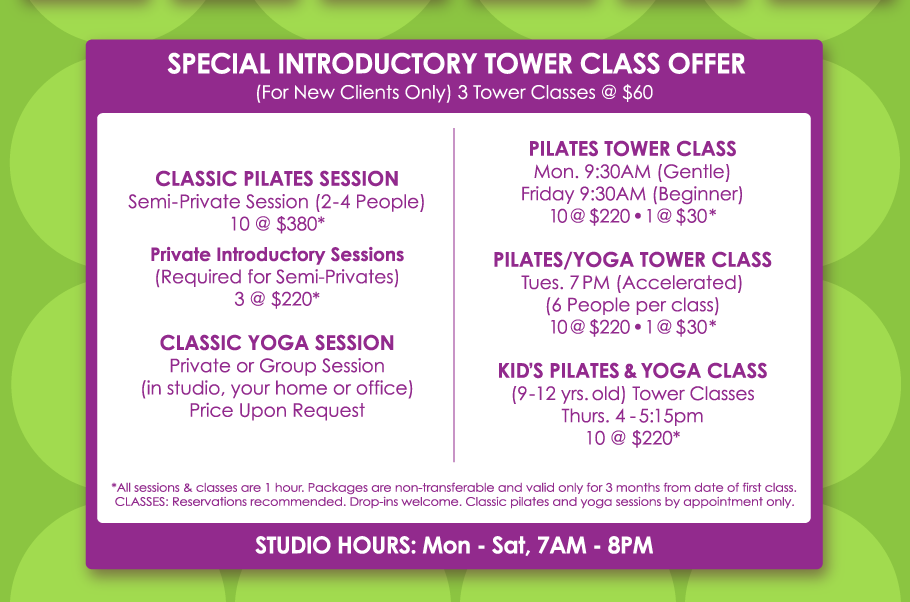 SPECIAL INTRODUCTORY TOWER CLASS OFFER
(For New Clients Only) 3 Tower Classes @ $60
CLASSIC PILATES SESSION
Semi-Private Session (2-4 People)
10 @ $380*
Private Introductory Sessions
(Required for Semi-Privates)
3 @ $220*
CLASSIC YOGA SESSION
Private or Group Session
(in studio, your home or office)
Price Upon Request
PILATES TOWER CLASS
Mon. 9:30AM (Gentle)
Friday 9:30AM (Beginner)
10 @ $220 • 1 @ $30*
PILATES/YOGA TOWER CLASS
Tues. 7PM (Accelerated)
(6 People per class)
10 @ $220 • 1 @ $30*
KID'S PILATES & YOGA CLASS
(9-12 yrs. old) Tower Classes
Thurs. 4 - 5:15pm
10 @ $220*
*All sessions & classes are 1 hour. Packages are non-transferable and valid only for 3 months from date of first class.
CLASSES: Reservations recommended. Drop-ins welcome. Classic pilates and yoga sessions by appointment only.
STUDIO HOURS: Mon - Sat, 7AM - 8PM